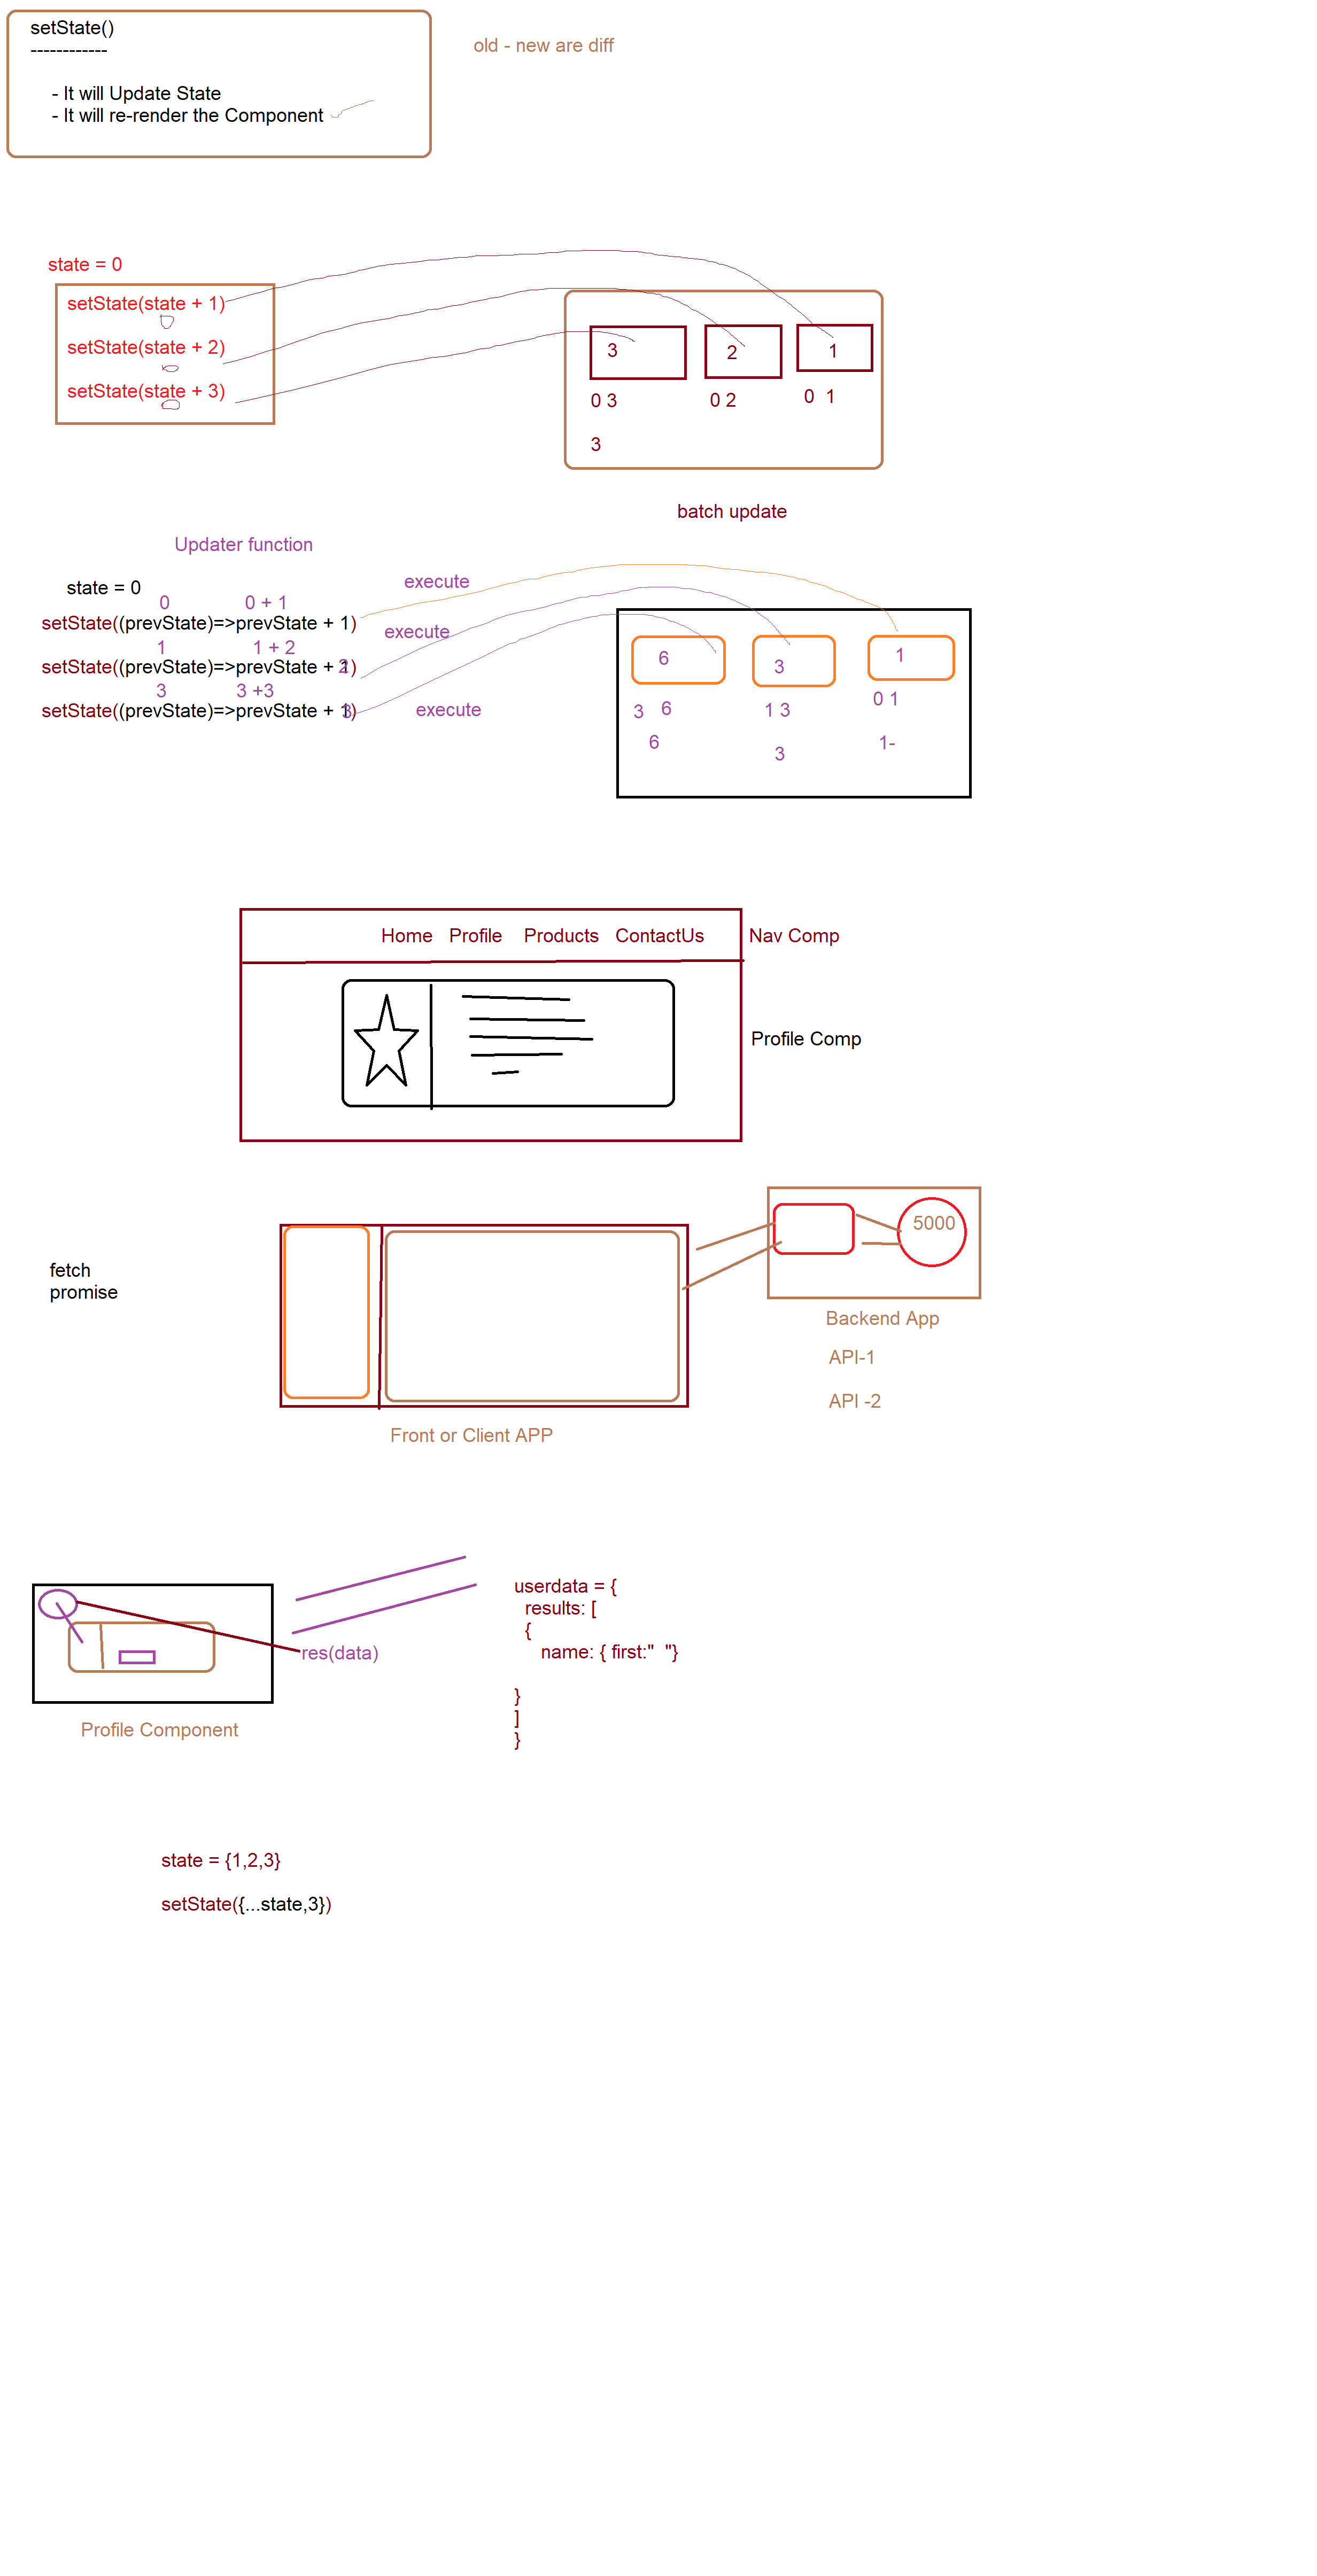 setState()
------------
old - new are diff
- It will Update State
- It will re-render the Component
state = 0
setState(state + 1)
setState(state + 2)
setState(state + 3)
3 2 1
0 3 0 2 0 1
3
batch update
Updater function
state = 0
execute
0 0 + 1
setState((prevState)=>prevState + 1)
execute
1 1 + 2
setState((prevState)=>prevState + 2)
3 3 +3
setState((prevState)=>prevState + 3)
execute
6 3 1
3 6 1 3 0 1
6 3 1-
Home Profile Products ContactUs
Nav Comp
Profile Comp
5000
fetch
promise
Backend App
API-1
API -2
Front or Client APP
userdata = {
results: [
{
name: { first:" "}
}
]
}
res(data)
Profile Component
state = {1,2,3}
setState({...state,3})